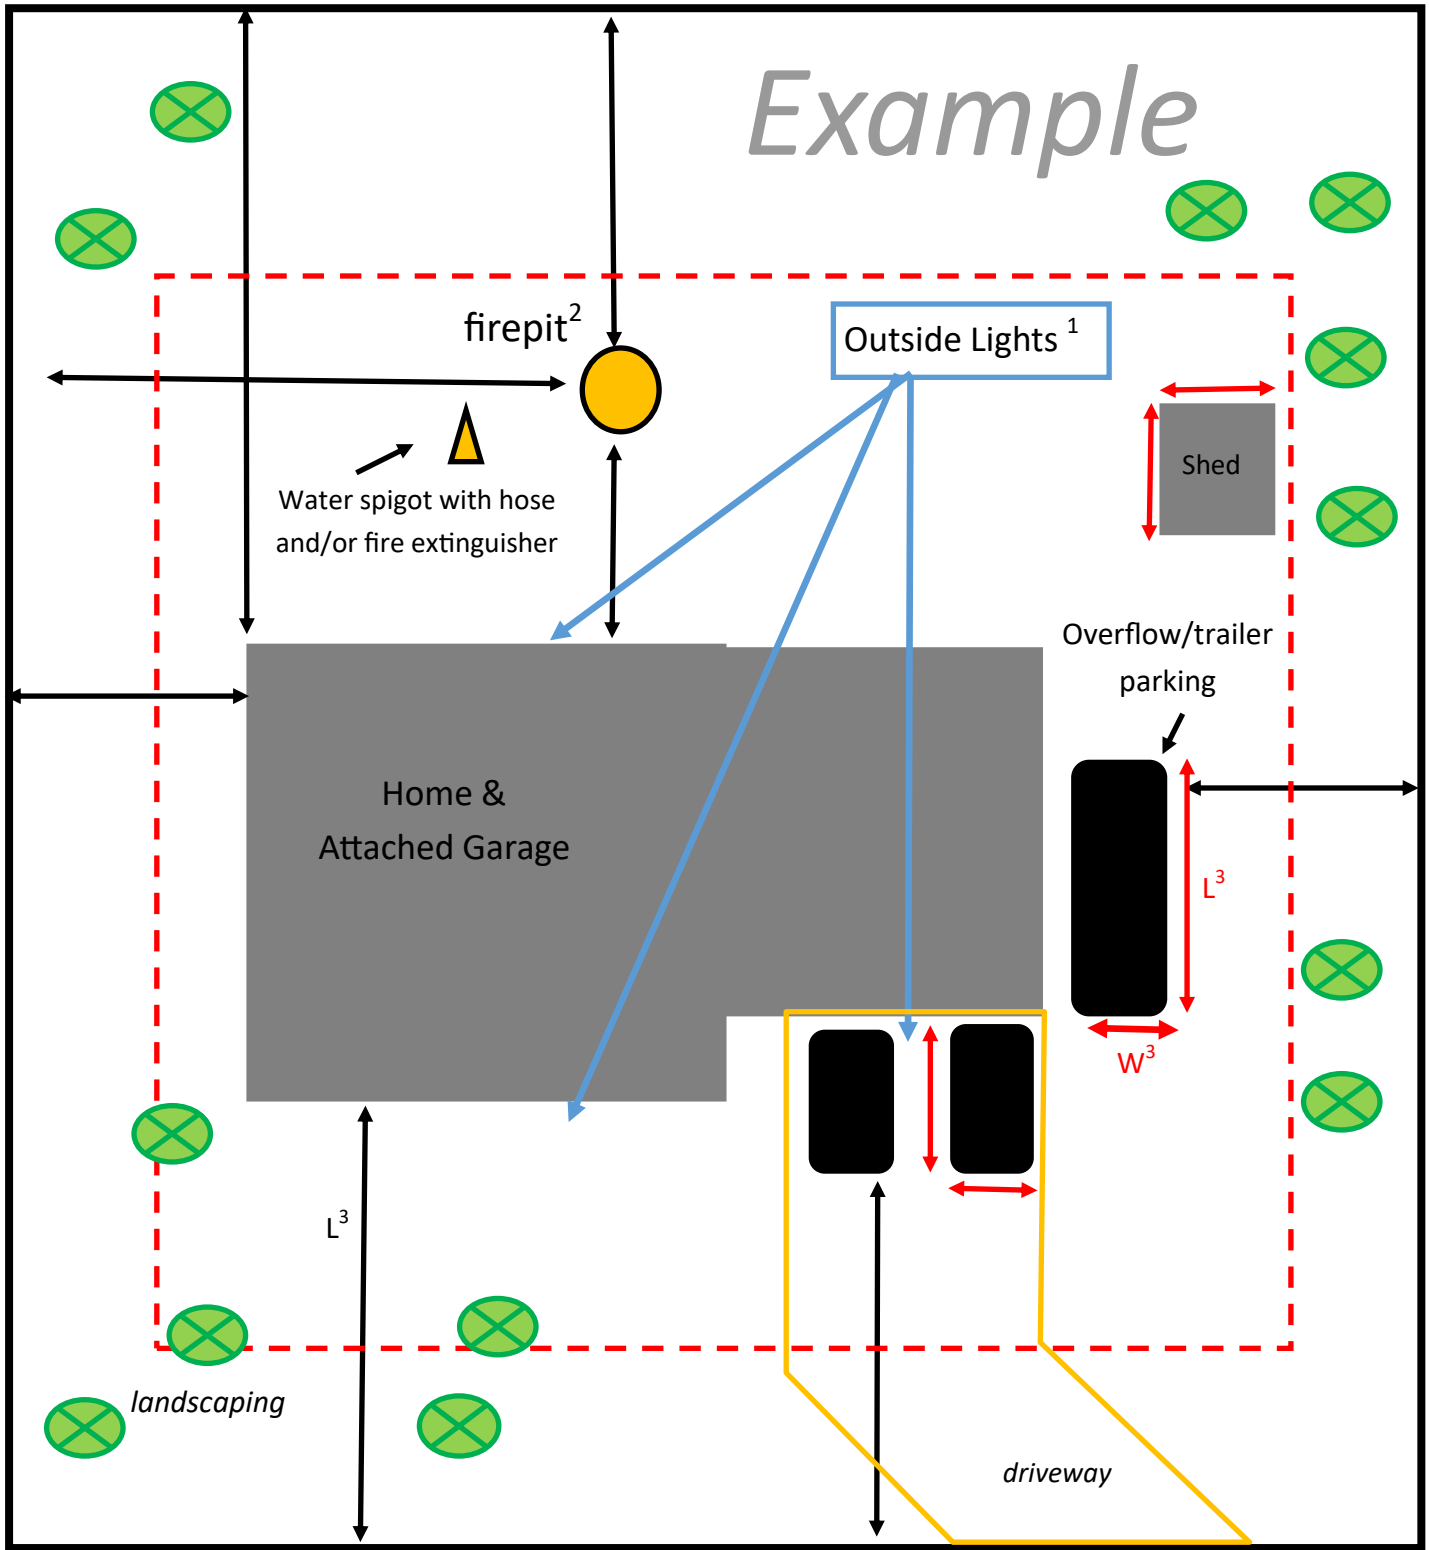 Example
firepit²
Outside Lights ¹
Shed
Water spigot with hose
and/or fire extinguisher
Overflow/trailer
parking
Home &
Attached Garage
L³
W³
L³
landscaping
driveway